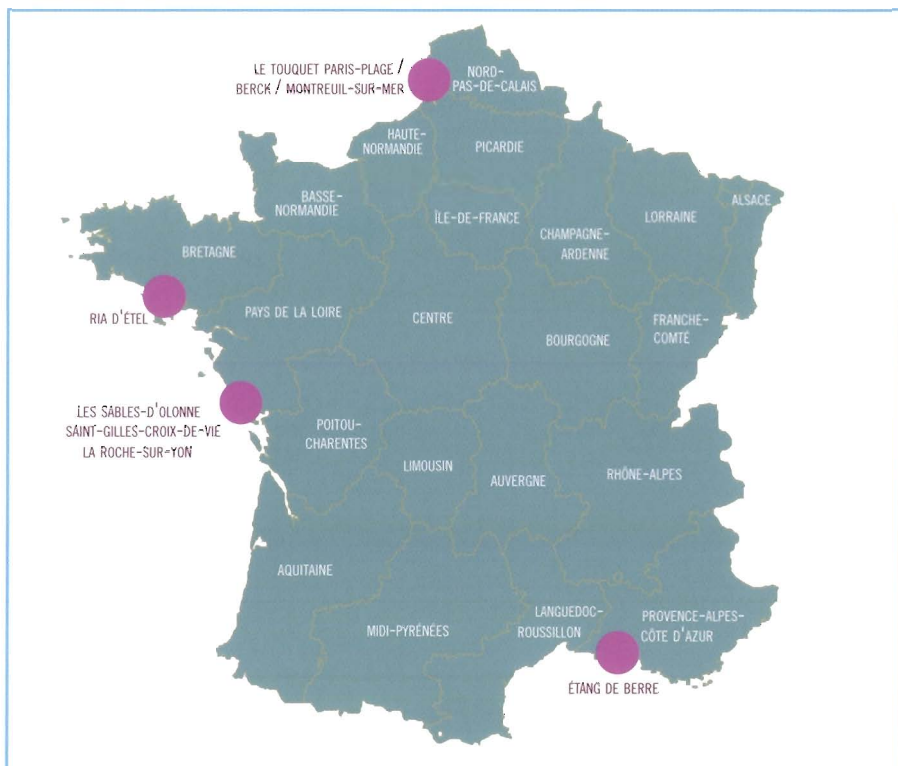 LE TOUQUET PARIS-PLAGE /
BERCK / MONTREUIL-SUR-MER
NORD-
PAS-DE-CALAIS
HAUTE-
NORMANDIE
PICARDIE
BASSE-
NORMANDIE
ÎLE-DE-FRANCE
CHAMPAGNE-
ARDENNE
LORRAINE
ALSACE
BRETAGNE
RIA D'ÉTEL
PAYS DE LA LOIRE
CENTRE
BOURGOGNE
FRANCHE-
COMTÉ
LES SABLES-D'OLONNE
SAINT-GILLES-CROIX-DE-VIE
LA ROCHE-SUR-YON
POITOU-
CHARENTES
LIMOUSIN
AUVERGNE
RHÔNE-ALPES
AQUITAINE
MIDI-PYRÉNÉES
LANGUEDOC-
ROUSSILLON
PROVENCE-ALPES-
CÔTE D'AZUR
ÉTANG DE BERRE